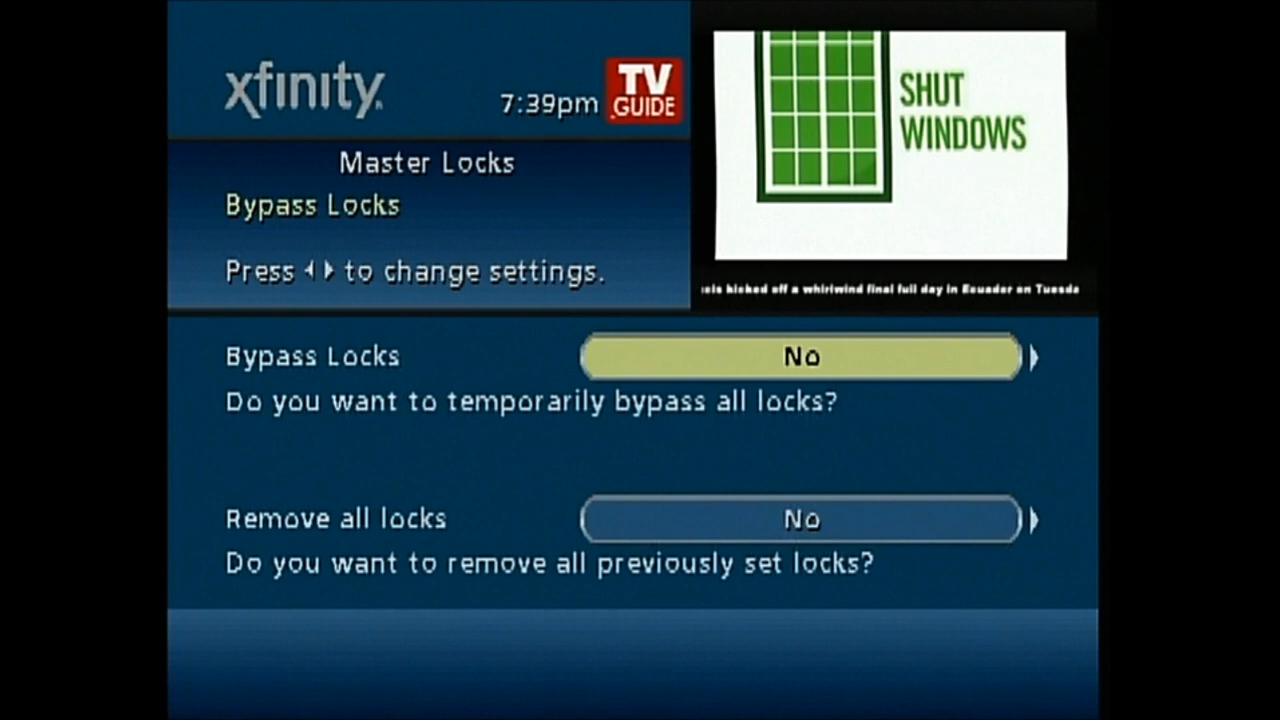 xfinity
7:39pm
TV
GUIDE
SHUT
WINDOWS
Master Locks
Bypass Locks
Press to change settings.
kicked off a whirlwind final full day in Ecuador on
Bypass Locks No
Do you want to temporarily bypass all locks?
Remove all locks No
Do you want to remove all previously set locks?